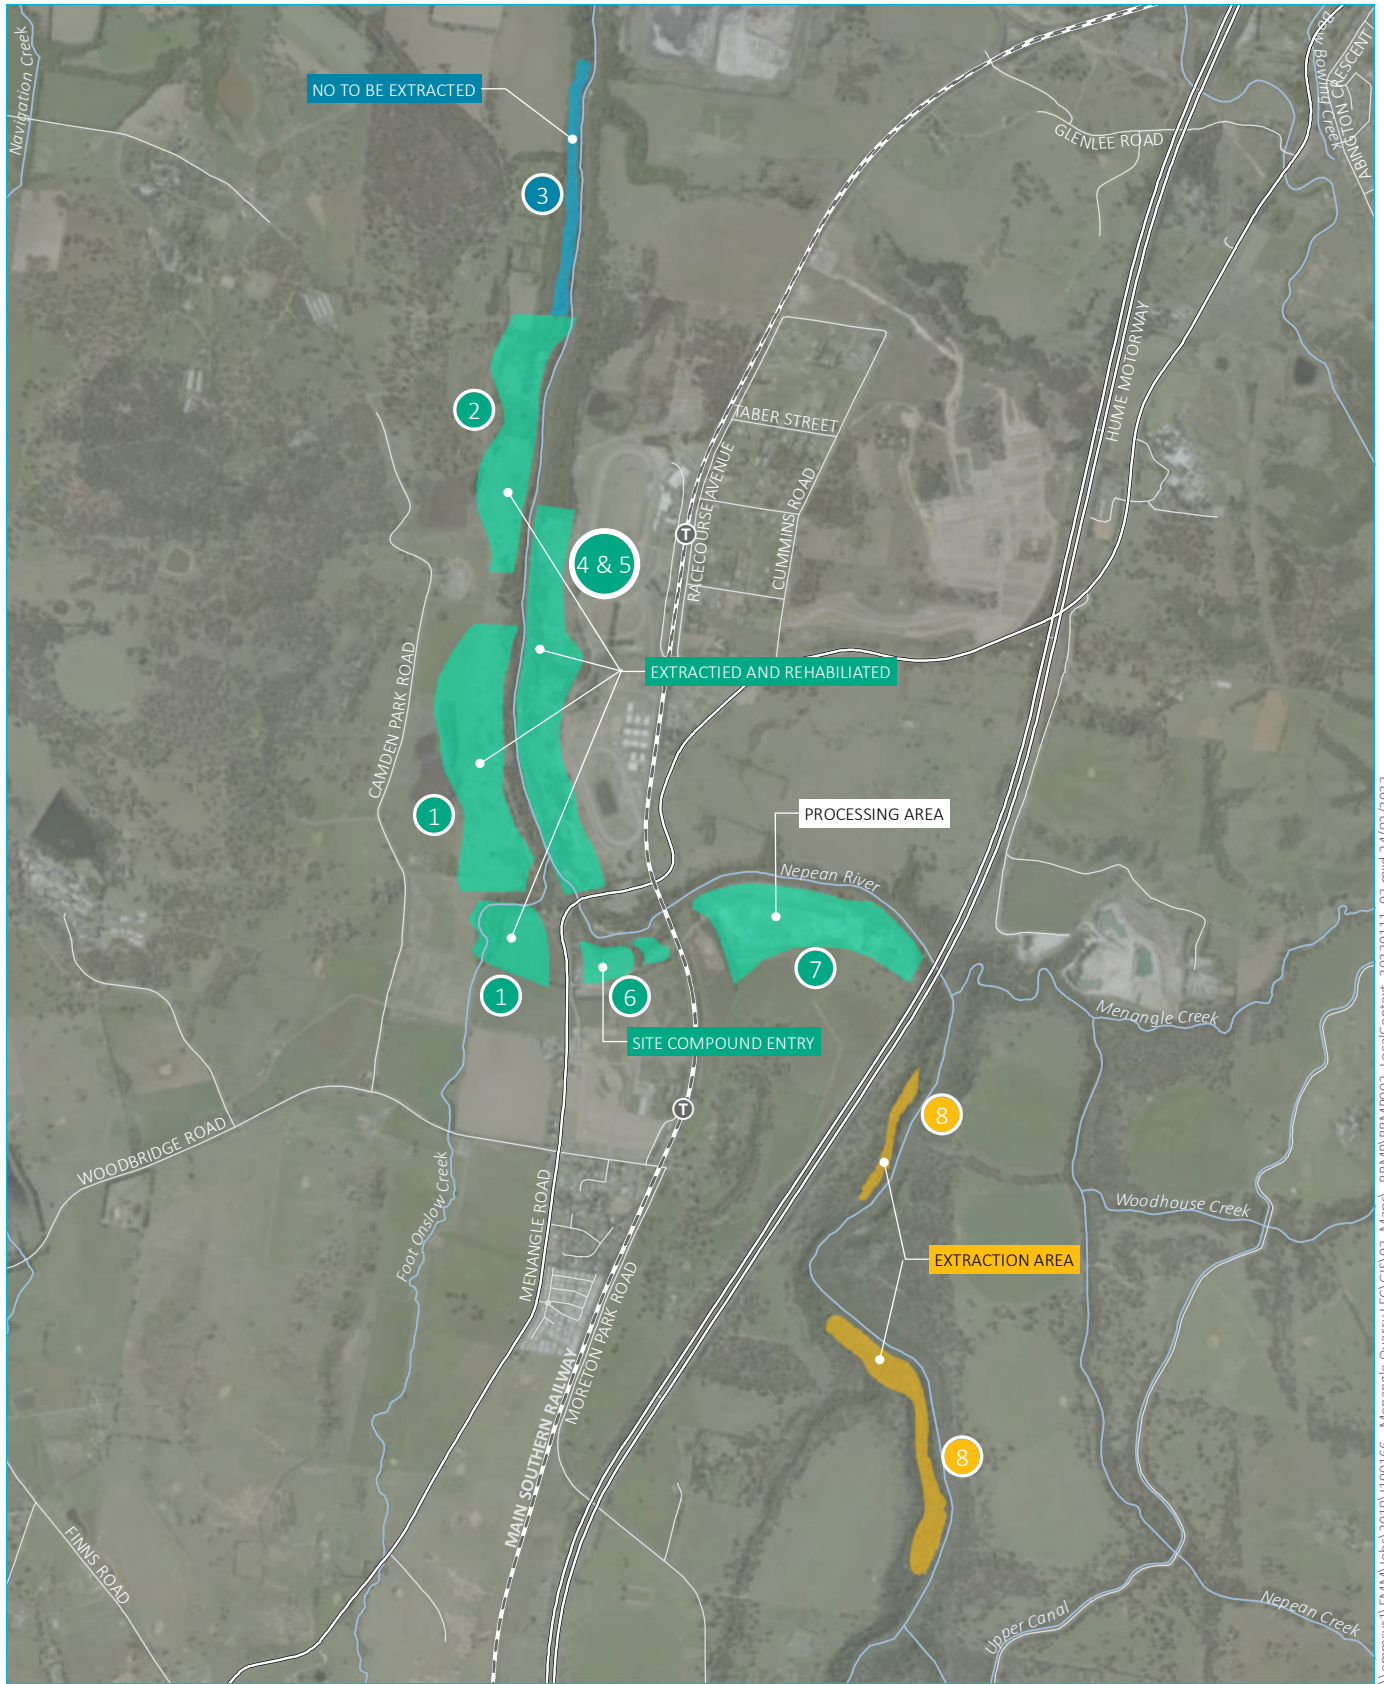 Navigation Creek
NO TO BE EXTRACTED
3
GLENLEE ROAD
Bow Bowing Creek
ABINGTON CRESCENT
HUME MOTORWAY
2
TABER STREET
RACECOURSE AVENUE
CUMMINS ROAD
T
4 & 5
EXTRACTIED AND REHABILIATED
CAMDEN PARK ROAD
1
PROCESSING AREA
Nepean River
7
1
6
SITE COMPOUND ENTRY
Menangle Creek
T
8
WOODBRIDGE ROAD
Foot Onslow Creek
MENANGLE ROAD
Woodhouse Creek
EXTRACTION AREA
MORETON PARK ROAD
MAIN SOUTHERN RAILWAY
8
FINNS ROAD
Upper Canal
Nepean Creek